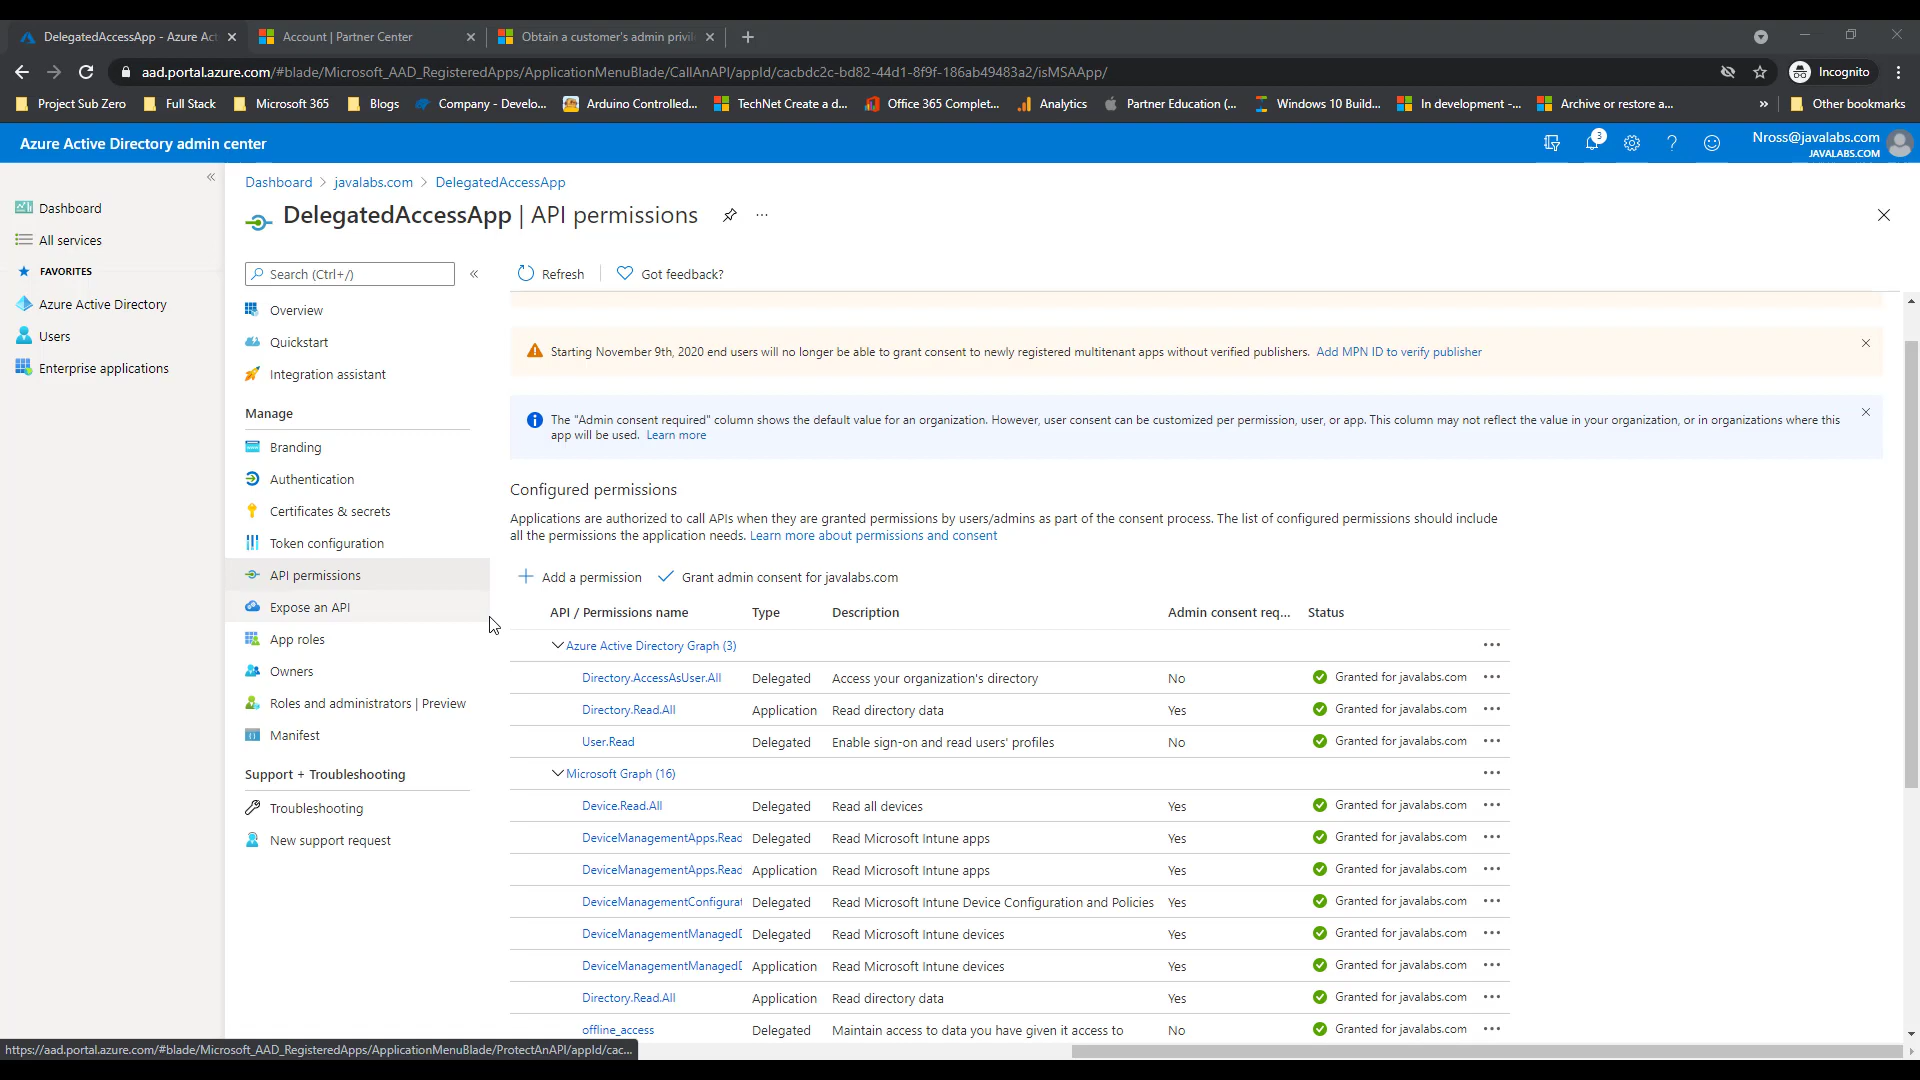 DelegatedAccessApp - Azure Act
Account | Partner Center
Obtain a customer's admin privil
aad.portal.azure.com/#blade/Microsoft_AAD_RegisteredApps/ApplicationMenuBlade/CallAnAPI/appId/cacbdc2c-bd82-44d1-8f9f-186ab49483a2/isMSAApp/
Incognito
Project Sub Zero
Full Stack
Microsoft 365
Blogs
Company - Develo...
Arduino Controlled...
TechNet Create a d...
Office 365 Complet...
Analytics
Partner Education (...
Windows 10 Build...
In development -...
Archive or restore a...
»
Other bookmarks
Azure Active Directory admin center
3
Nross@javalabs.com
JAVALABS.COM
Dashboard > javalabs.com > DelegatedAccessApp
DelegatedAccessApp | API permissions
Dashboard
All services
FAVORITES
Azure Active Directory
Users
Enterprise applications
Search (Ctrl+/)
Overview
Quickstart
Integration assistant
Manage
Branding
Authentication
Certificates & secrets
Token configuration
API permissions
Expose an API
App roles
Owners
Roles and administrators | Preview
Manifest
Support + Troubleshooting
Troubleshooting
New support request
Refresh
Got feedback?
Starting November 9th, 2020 end users will no longer be able to grant consent to newly registered multitenant apps without verified publishers. Add MPN ID to verify publisher
The "Admin consent required" column shows the default value for an organization. However, user consent can be customized per permission, user, or app. This column may not reflect the value in your organization, or in organizations where this
app will be used. Learn more
Configured permissions
Applications are authorized to call APIs when they are granted permissions by users/admins as part of the consent process. The list of configured permissions should include
all the permissions the application needs. Learn more about permissions and consent
Add a permission
Grant admin consent for javalabs.com
API / Permissions name Type Description Admin consent req... Status
Azure Active Directory Graph (3)
Directory.AccessAsUser.All Delegated Access your organization's directory No Granted for javalabs.com
Directory.Read.All Application Read directory data Yes Granted for javalabs.com
User.Read Delegated Enable sign-on and read users' profiles No Granted for javalabs.com
Microsoft Graph (16)
Device.Read.All Delegated Read all devices Yes Granted for javalabs.com
DeviceManagementApps.Read Delegated Read Microsoft Intune apps Yes Granted for javalabs.com
DeviceManagementApps.Read Application Read Microsoft Intune apps Yes Granted for javalabs.com
DeviceManagementConfigurat Delegated Read Microsoft Intune Device Configuration and Policies Yes Granted for javalabs.com
DeviceManagementManagedD Delegated Read Microsoft Intune devices Yes Granted for javalabs.com
DeviceManagementManagedD Application Read Microsoft Intune devices Yes Granted for javalabs.com
Directory.Read.All Application Read directory data Yes Granted for javalabs.com
offline_access Delegated Maintain access to data you have given it access to No Granted for javalabs.com
https://aad.portal.azure.com/#blade/Microsoft_AAD_RegisteredApps/ApplicationMenuBlade/ProtectAnAPI/appId/cac...